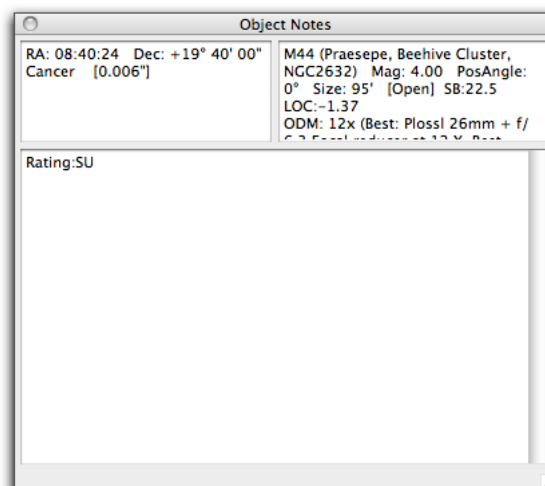 Object Notes
RA: 08:40:24 Dec: +19° 40' 00"
Cancer [0.006"]
M44 (Praesepe, Beehive Cluster,
NGC2632) Mag: 4.00 PosAngle:
0° Size: 95' [Open] SB:22.5
LOC:-1.37
ODM: 12x (Best: Plossl 26mm + f/
Rating:SU